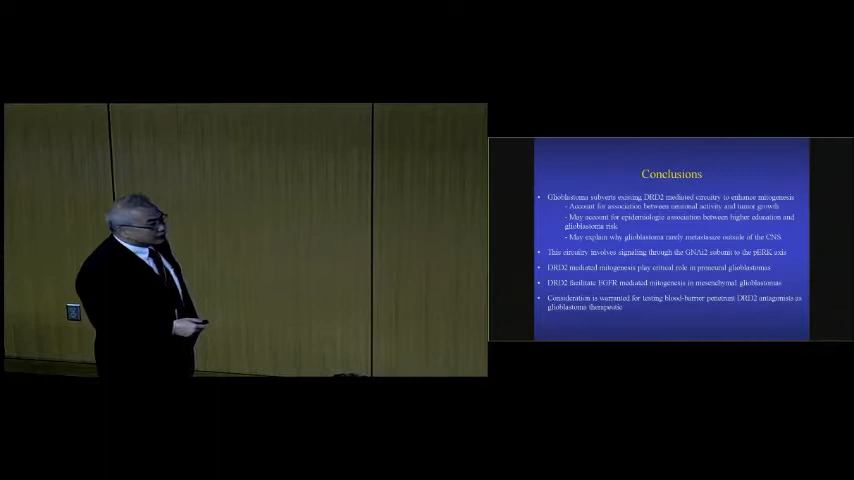 Conclusions
• Glioblastoma subverts existing DRD2 mediated circuitry to enhance mitogenesis
- Account for association between neuronal activity and tumor growth
- May account for epidemiologic association between higher education and
glioblastoma risk
- May explain why glioblastoma rarely metastasize outside of the CNS
• This circuitry involves signaling through the GNAi2 subunit to the pERK axis
• DRD2 mediated mitogenesis play critical role in proneural glioblastomas
• DRD2 facilitate EGFR mediated mitogenesis in mesenchymal glioblastomas
• Consideration is warranted for testing blood-barrier penetrant DRD2 antagonists as
glioblastoma therapeutic